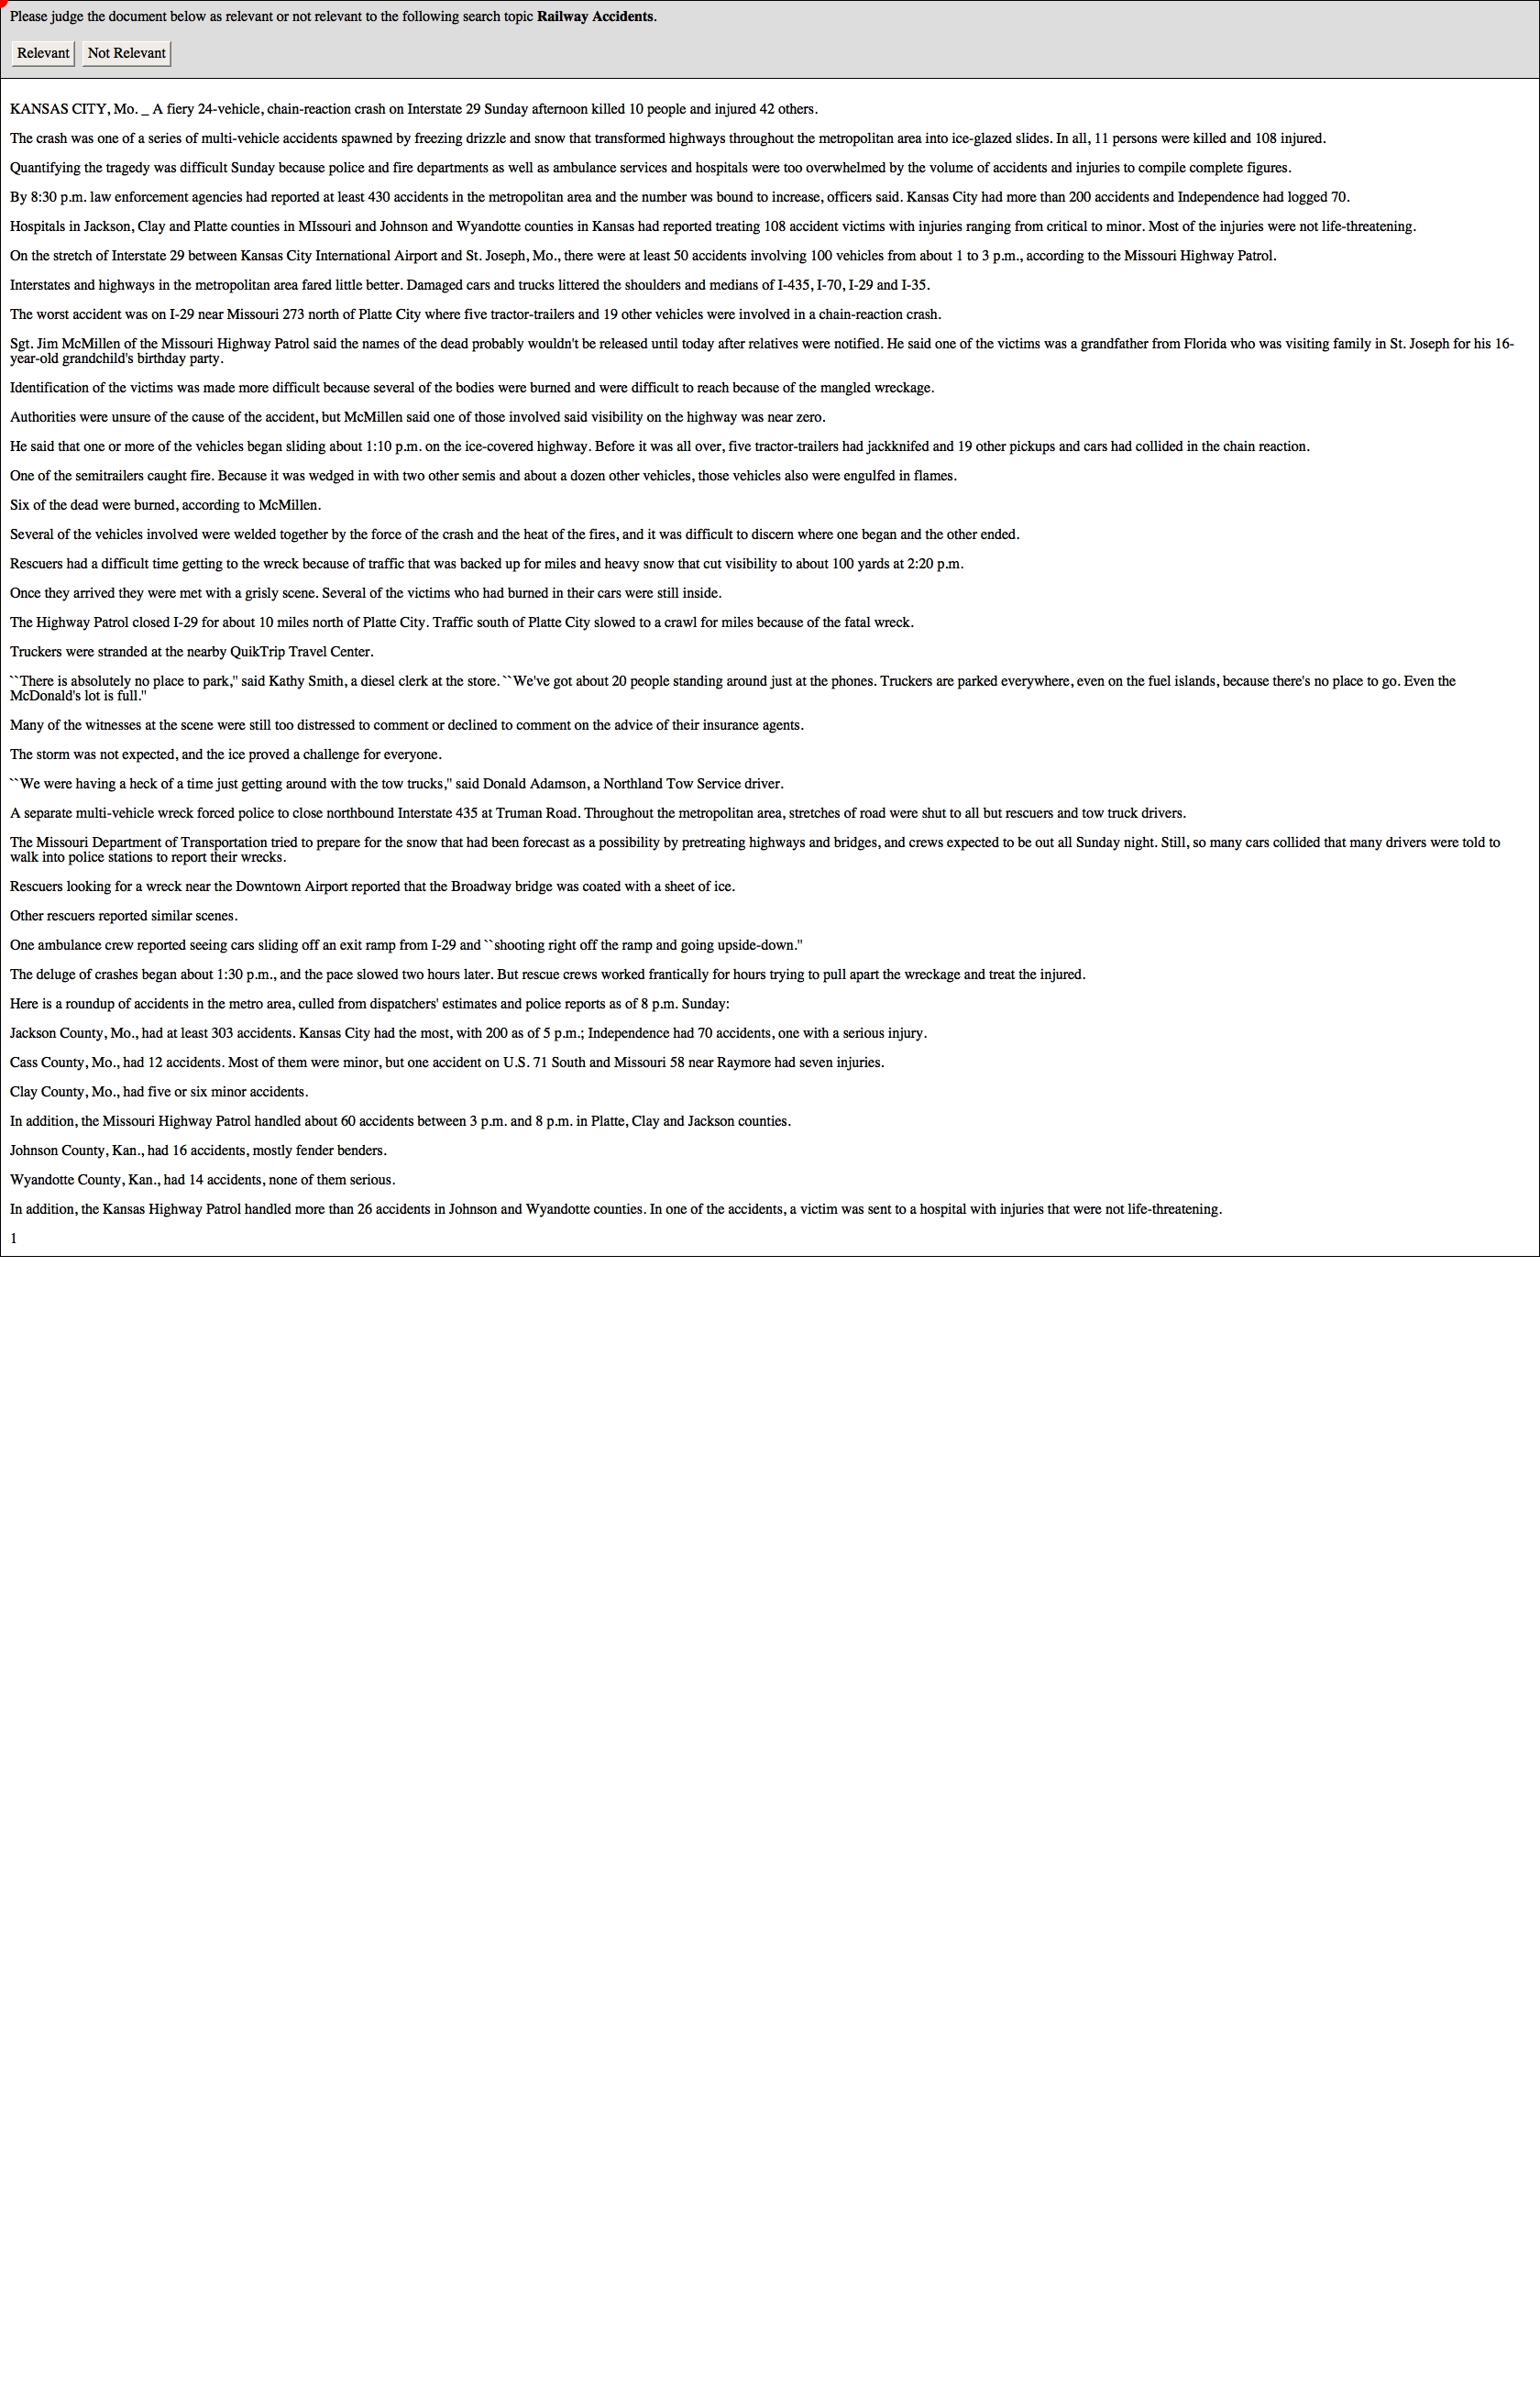 Please judge the document below as relevant or not relevant to the following search topic Railway Accidents.
Relevant Not Relevant
KANSAS CITY, Mo. _ A fiery 24-vehicle, chain-reaction crash on Interstate 29 Sunday afternoon killed 10 people and injured 42 others.
The crash was one of a series of multi-vehicle accidents spawned by freezing drizzle and snow that transformed highways throughout the metropolitan area into ice-glazed slides. In all, 11 persons were killed and 108 injured.
Quantifying the tragedy was difficult Sunday because police and fire departments as well as ambulance services and hospitals were too overwhelmed by the volume of accidents and injuries to compile complete figures.
By 8:30 p.m. law enforcement agencies had reported at least 430 accidents in the metropolitan area and the number was bound to increase, officers said. Kansas City had more than 200 accidents and Independence had logged 70.
Hospitals in Jackson, Clay and Platte counties in MIssouri and Johnson and Wyandotte counties in Kansas had reported treating 108 accident victims with injuries ranging from critical to minor. Most of the injuries were not life-threatening.
On the stretch of Interstate 29 between Kansas City International Airport and St. Joseph, Mo., there were at least 50 accidents involving 100 vehicles from about 1 to 3 p.m., according to the Missouri Highway Patrol.
Interstates and highways in the metropolitan area fared little better. Damaged cars and trucks littered the shoulders and medians of I-435, I-70, I-29 and I-35.
The worst accident was on I-29 near Missouri 273 north of Platte City where five tractor-trailers and 19 other vehicles were involved in a chain-reaction crash.
Sgt. Jim McMillen of the Missouri Highway Patrol said the names of the dead probably wouldn't be released until today after relatives were notified. He said one of the victims was a grandfather from Florida who was visiting family in St. Joseph for his 16-
year-old grandchild's birthday party.
Identification of the victims was made more difficult because several of the bodies were burned and were difficult to reach because of the mangled wreckage.
Authorities were unsure of the cause of the accident, but McMillen said one of those involved said visibility on the highway was near zero.
He said that one or more of the vehicles began sliding about 1:10 p.m. on the ice-covered highway. Before it was all over, five tractor-trailers had jackknifed and 19 other pickups and cars had collided in the chain reaction.
One of the semitrailers caught fire. Because it was wedged in with two other semis and about a dozen other vehicles, those vehicles also were engulfed in flames.
Six of the dead were burned, according to McMillen.
Several of the vehicles involved were welded together by the force of the crash and the heat of the fires, and it was difficult to discern where one began and the other ended.
Rescuers had a difficult time getting to the wreck because of traffic that was backed up for miles and heavy snow that cut visibility to about 100 yards at 2:20 p.m.
Once they arrived they were met with a grisly scene. Several of the victims who had burned in their cars were still inside.
The Highway Patrol closed I-29 for about 10 miles north of Platte City. Traffic south of Platte City slowed to a crawl for miles because of the fatal wreck.
Truckers were stranded at the nearby QuikTrip Travel Center.
``There is absolutely no place to park,'' said Kathy Smith, a diesel clerk at the store. ``We've got about 20 people standing around just at the phones. Truckers are parked everywhere, even on the fuel islands, because there's no place to go. Even the
McDonald's lot is full.''
Many of the witnesses at the scene were still too distressed to comment or declined to comment on the advice of their insurance agents.
The storm was not expected, and the ice proved a challenge for everyone.
``We were having a heck of a time just getting around with the tow trucks,'' said Donald Adamson, a Northland Tow Service driver.
A separate multi-vehicle wreck forced police to close northbound Interstate 435 at Truman Road. Throughout the metropolitan area, stretches of road were shut to all but rescuers and tow truck drivers.
The Missouri Department of Transportation tried to prepare for the snow that had been forecast as a possibility by pretreating highways and bridges, and crews expected to be out all Sunday night. Still, so many cars collided that many drivers were told to
walk into police stations to report their wrecks.
Rescuers looking for a wreck near the Downtown Airport reported that the Broadway bridge was coated with a sheet of ice.
Other rescuers reported similar scenes.
One ambulance crew reported seeing cars sliding off an exit ramp from I-29 and ``shooting right off the ramp and going upside-down.''
The deluge of crashes began about 1:30 p.m., and the pace slowed two hours later. But rescue crews worked frantically for hours trying to pull apart the wreckage and treat the injured.
Here is a roundup of accidents in the metro area, culled from dispatchers' estimates and police reports as of 8 p.m. Sunday:
Jackson County, Mo., had at least 303 accidents. Kansas City had the most, with 200 as of 5 p.m.; Independence had 70 accidents, one with a serious injury.
Cass County, Mo., had 12 accidents. Most of them were minor, but one accident on U.S. 71 South and Missouri 58 near Raymore had seven injuries.
Clay County, Mo., had five or six minor accidents.
In addition, the Missouri Highway Patrol handled about 60 accidents between 3 p.m. and 8 p.m. in Platte, Clay and Jackson counties.
Johnson County, Kan., had 16 accidents, mostly fender benders.
Wyandotte County, Kan., had 14 accidents, none of them serious.
In addition, the Kansas Highway Patrol handled more than 26 accidents in Johnson and Wyandotte counties. In one of the accidents, a victim was sent to a hospital with injuries that were not life-threatening.
1